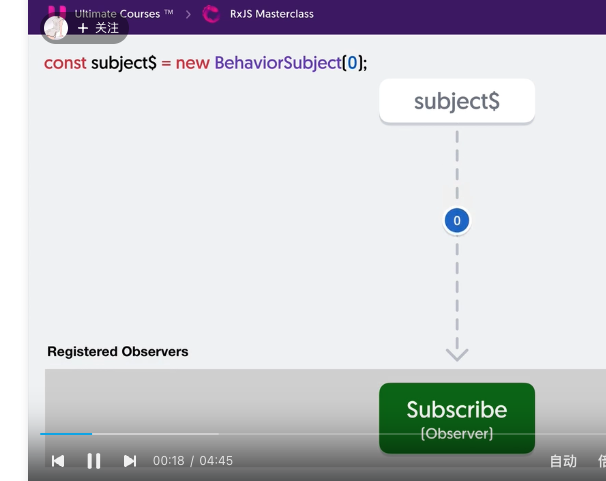 Ultimate Courses ™ > RxJS Masterclass
+ 关注
const subject$ = new BehaviorSubject(0);
subject$
0
Registered Observers
Subscribe
(Observer)
00:18 / 04:45
自动